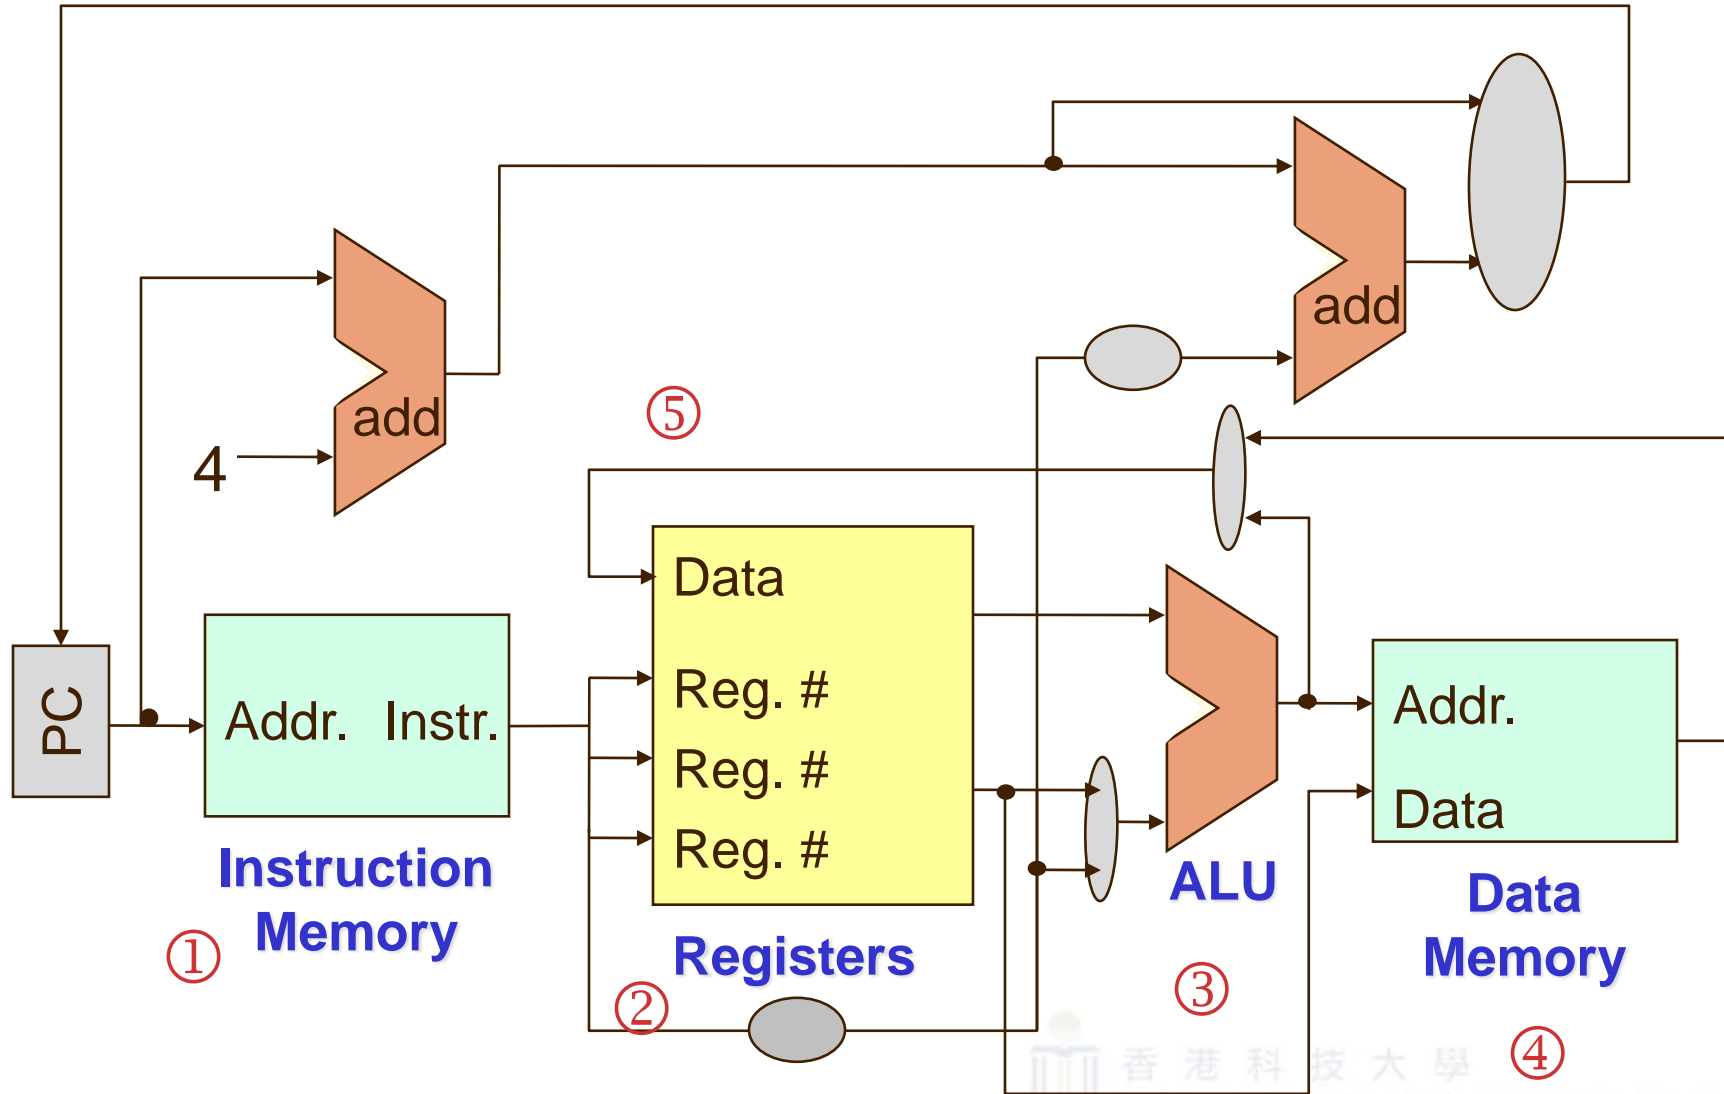 add
add
4
⑤
Data
PC
Addr. Instr.
Reg. #
Reg. #
Reg. #
Addr.
Data
Instruction
Memory
①
Registers
②
ALU
③
Data
Memory
④
香港科技大學